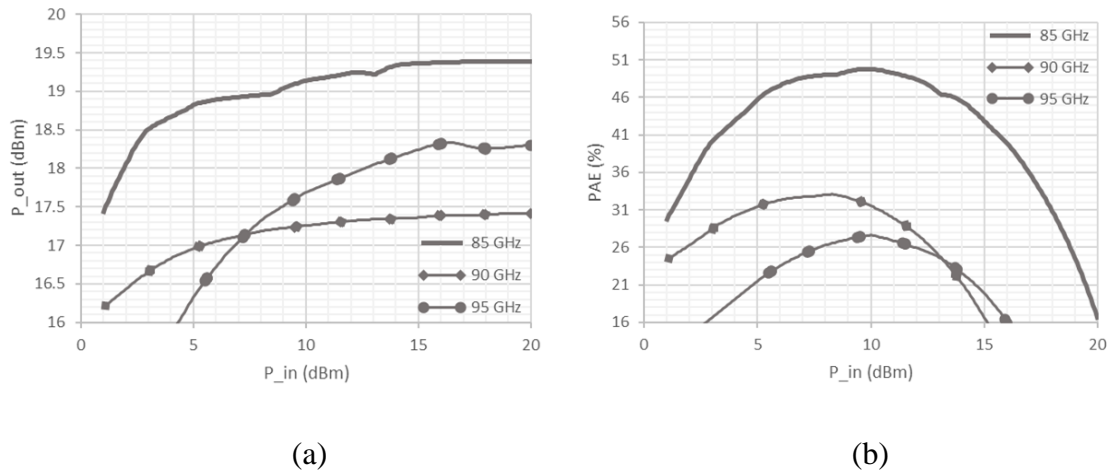 19.5
20
19
18.5
18
17.5
17
16.5
16
P_out (dBm)
85 GHz
90 GHz
95 GHz
0
5
10
15
20
P_in (dBm)
(a)
56
51
46
41
36
31
26
21
16
PAE (%)
85 GHz
90 GHz
95 GHz
0
5
10
15
20
P_in (dBm)
(b)